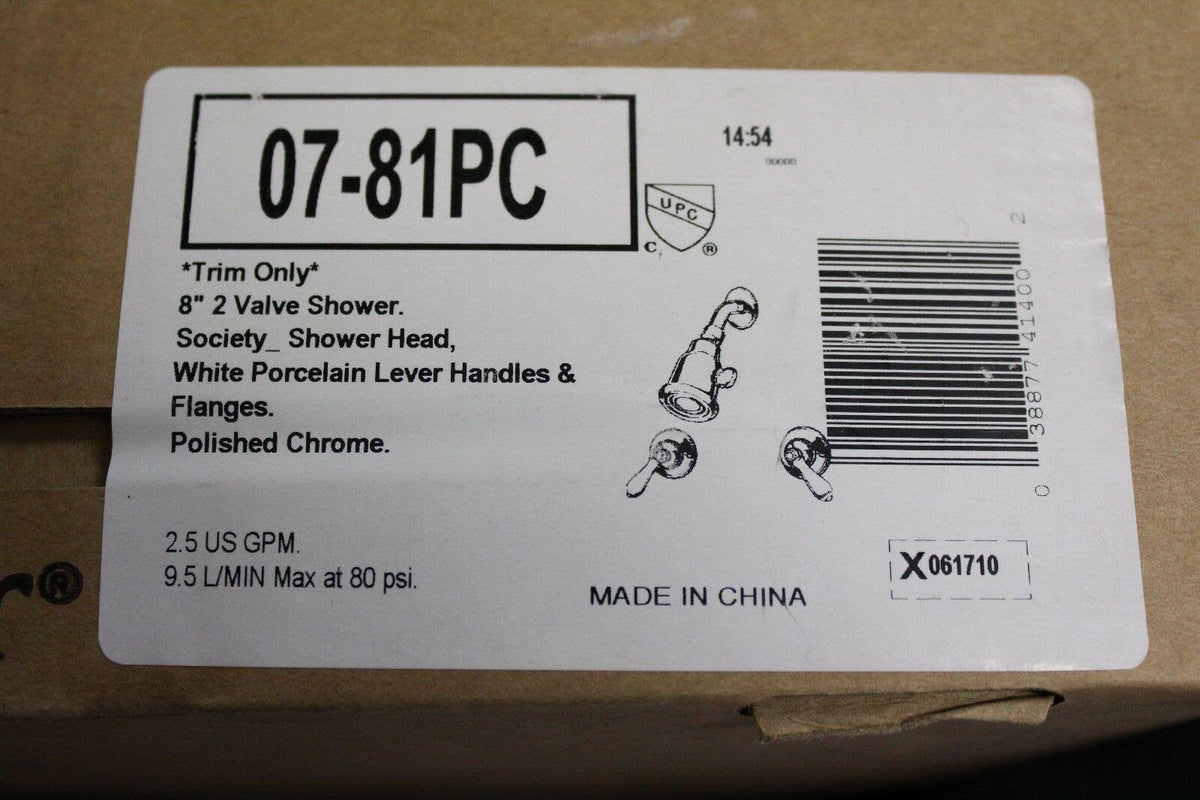 07-81PC
14:54
00000
UPC
C ®
*Trim Only*
8" 2 Valve Shower.
Society_ Shower Head,
White Porcelain Lever Handles &
Flanges.
Polished Chrome.
0 38877 41400 2
2.5 US GPM.
9.5 L/MIN Max at 80 psi.
MADE IN CHINA
X061710
r®